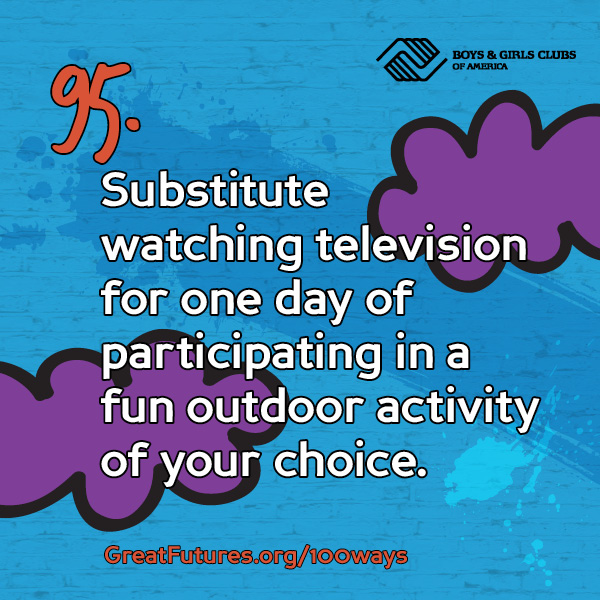 BOYS & GIRLS CLUBS
OF AMERICA
95.
Substitute
watching television
for one day of
participating in a
fun outdoor activity
of your choice.
GreatFutures.org/100ways